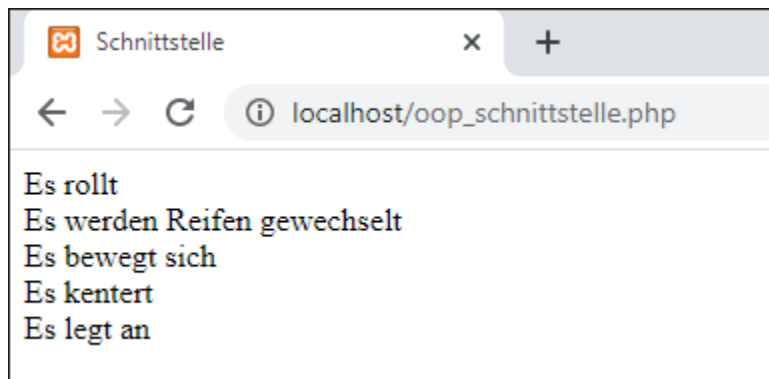 Schnittstelle
localhost/oop_schnittstelle.php
Es rollt
Es werden Reifen gewechselt
Es bewegt sich
Es kentert
Es legt an